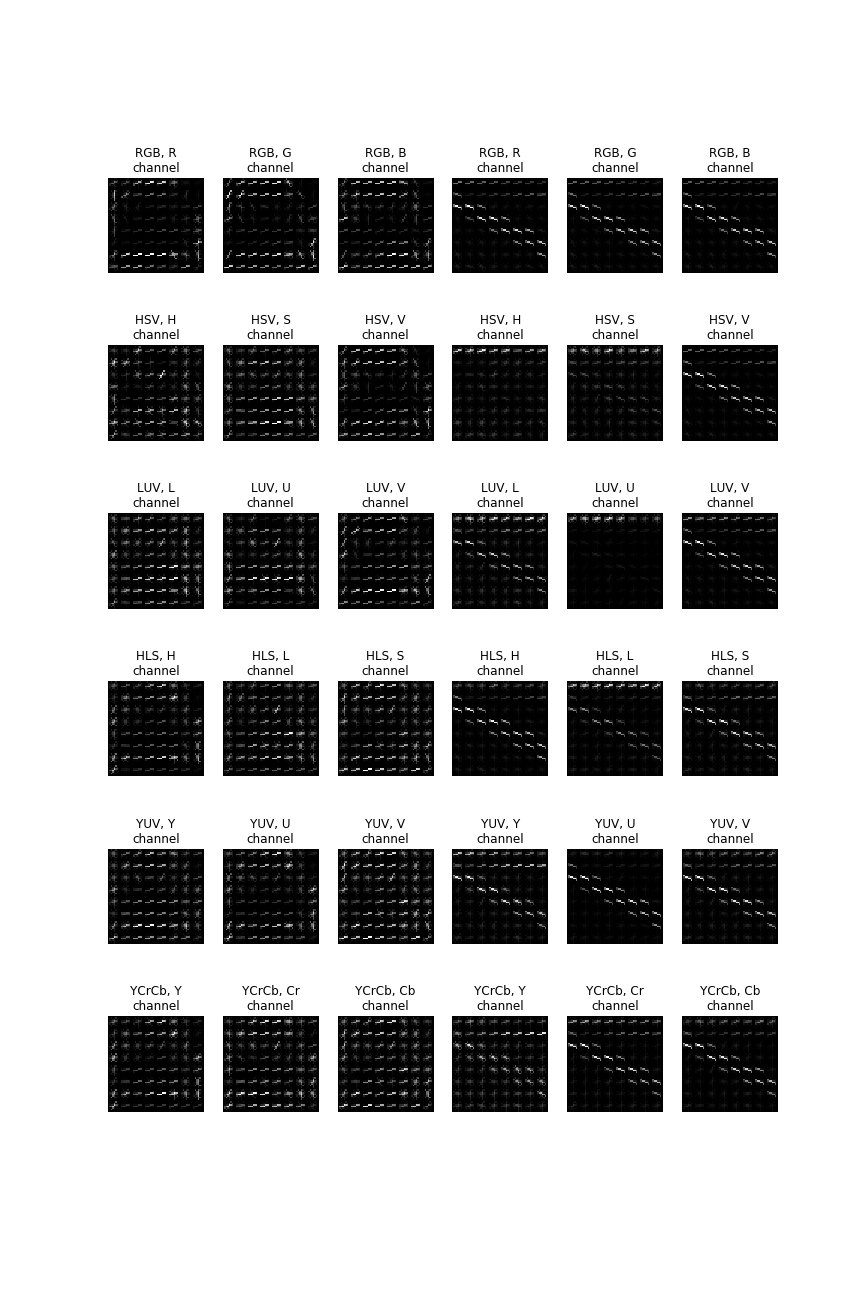 RGB, R
channel
RGB, G
channel
RGB, B
channel
RGB, R
channel
RGB, G
channel
RGB, B
channel
HSV, H
channel
HSV, S
channel
HSV, V
channel
HSV, H
channel
HSV, S
channel
HSV, V
channel
LUV, L
channel
LUV, U
channel
LUV, V
channel
LUV, L
channel
LUV, U
channel
LUV, V
channel
HLS, H
channel
HLS, L
channel
HLS, S
channel
HLS, H
channel
HLS, L
channel
HLS, S
channel
YUV, Y
channel
YUV, U
channel
YUV, V
channel
YUV, Y
channel
YUV, U
channel
YUV, V
channel
YCrCb, Y
channel
YCrCb, Cr
channel
YCrCb, Cb
channel
YCrCb, Y
channel
YCrCb, Cr
channel
YCrCb, Cb
channel